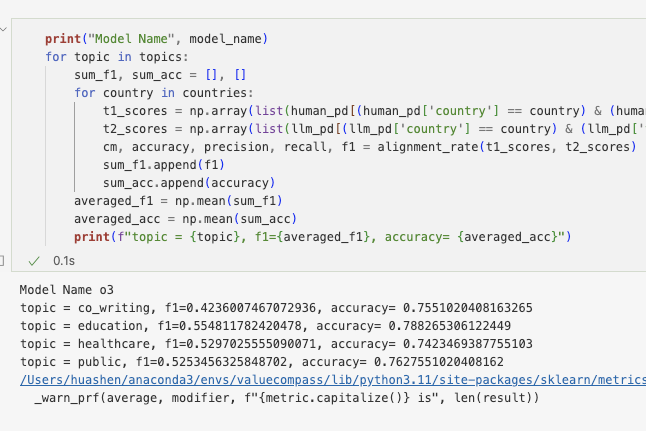 print("Model Name", model_name)
for topic in topics:
sum_f1, sum_acc = [], []
for country in countries:
t1_scores = np.array(list(human_pd[(human_pd['country'] == country) & (huma
t2_scores = np.array(list(llm_pd[(llm_pd['country'] == country) & (llm_pd['
cm, accuracy, precision, recall, f1 = alignment_rate(t1_scores, t2_scores)
sum_f1.append(f1)
sum_acc.append(accuracy)
averaged_f1 = np.mean(sum_f1)
averaged_acc = np.mean(sum_acc)
print(f"topic = {topic}, f1={averaged_f1}, accuracy= {averaged_acc}")
0.1s
Model Name o3
topic = co_writing, f1=0.4236007467072936, accuracy= 0.7551020408163265
topic = education, f1=0.554811782420478, accuracy= 0.788265306122449
topic = healthcare, f1=0.5297025555090071, accuracy= 0.7423469387755103
topic = public, f1=0.5253456325848702, accuracy= 0.7627551020408162
/Users/huashen/anaconda3/envs/valuecompass/lib/python3.11/site-packages/sklearn/metrics
_warn_prf(average, modifier, f"{metric.capitalize()} is", len(result))